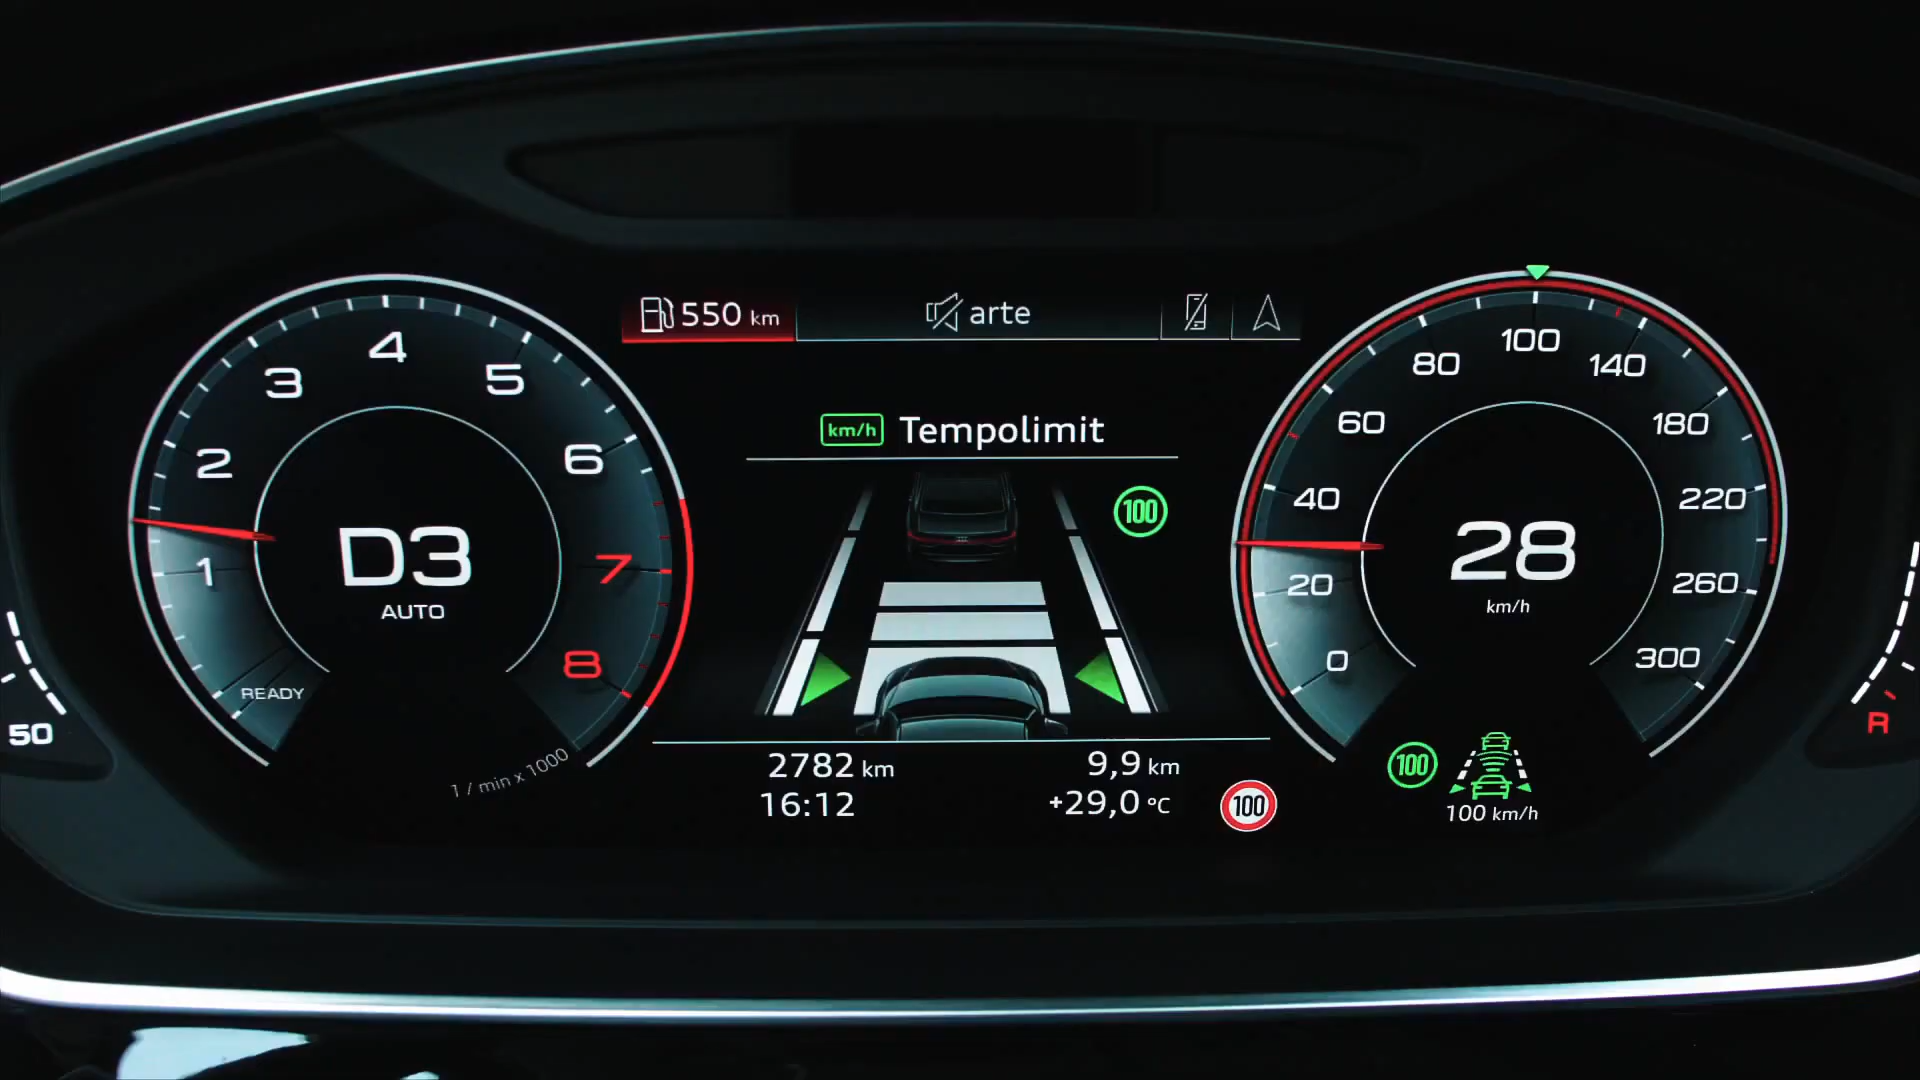 550 km
arte
km/h Tempolimit
100
1
2
3
4
5
6
7
8
D3
AUTO
READY
1 / min x 1000
0
20
40
60
80
100
140
180
220
260
300
28
km/h
50
R
2782 km
9,9 km
16:12
+29,0 °C
100
100
100 km/h